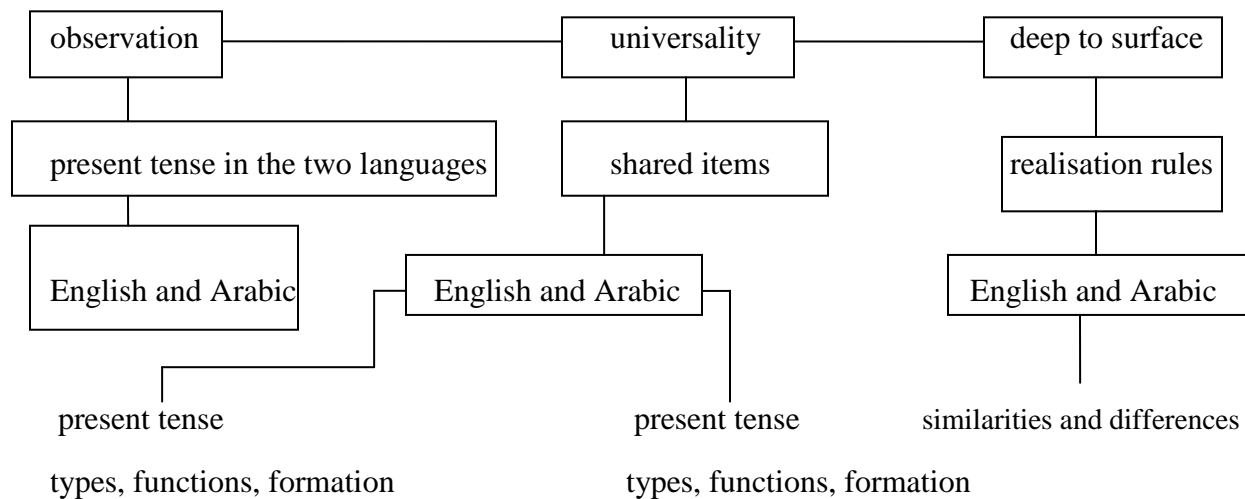 observation
universality
deep to surface
present tense in the two languages
shared items
realisation rules
English and Arabic
English and Arabic
English and Arabic
present tense
present tense
similarities and differences
types, functions, formation
types, functions, formation